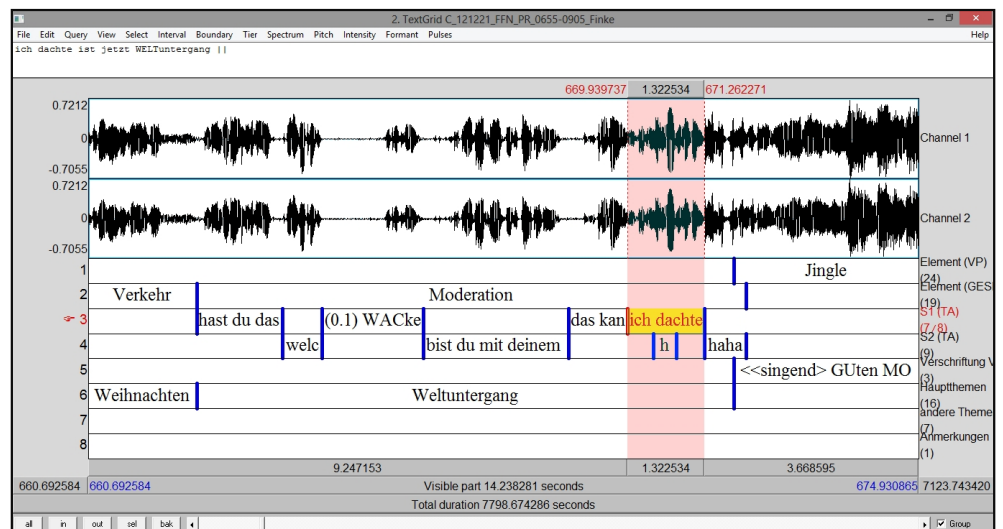 2. TextGrid C_121221_FFN_PR_0655-0905_Finke
File Edit Query View Select Interval Boundary Tier Spectrum Pitch Intensity Formant Pulses Help
ich dachte ist jetzt WELTuntergang ||
669.939737 1.322534 671.262271
0.7212
0 Channel 1
-0.7055
0.7212
0 Channel 2
-0.7055
1 Jingle Element (VP) (24)
2 Verkehr Moderation Element (GES (19)
3 hast du das (0.1) WACke das kan ich dachte S1 (TA) (7/8)
4 welc bist du mit deinem h haha S2 (TA) (9)
5 <<singend> GUten MO Verschriftung V (3)
6 Weihnachten Weltuntergang Hauptthemen (16)
7 andere Theme (7)
8 Anmerkungen (1)
9.247153 1.322534 3.668595
660.692584 660.692584 Visible part 14.238281 seconds 674.930865 7123.743420
Total duration 7798.674286 seconds
all in out sel bak Group